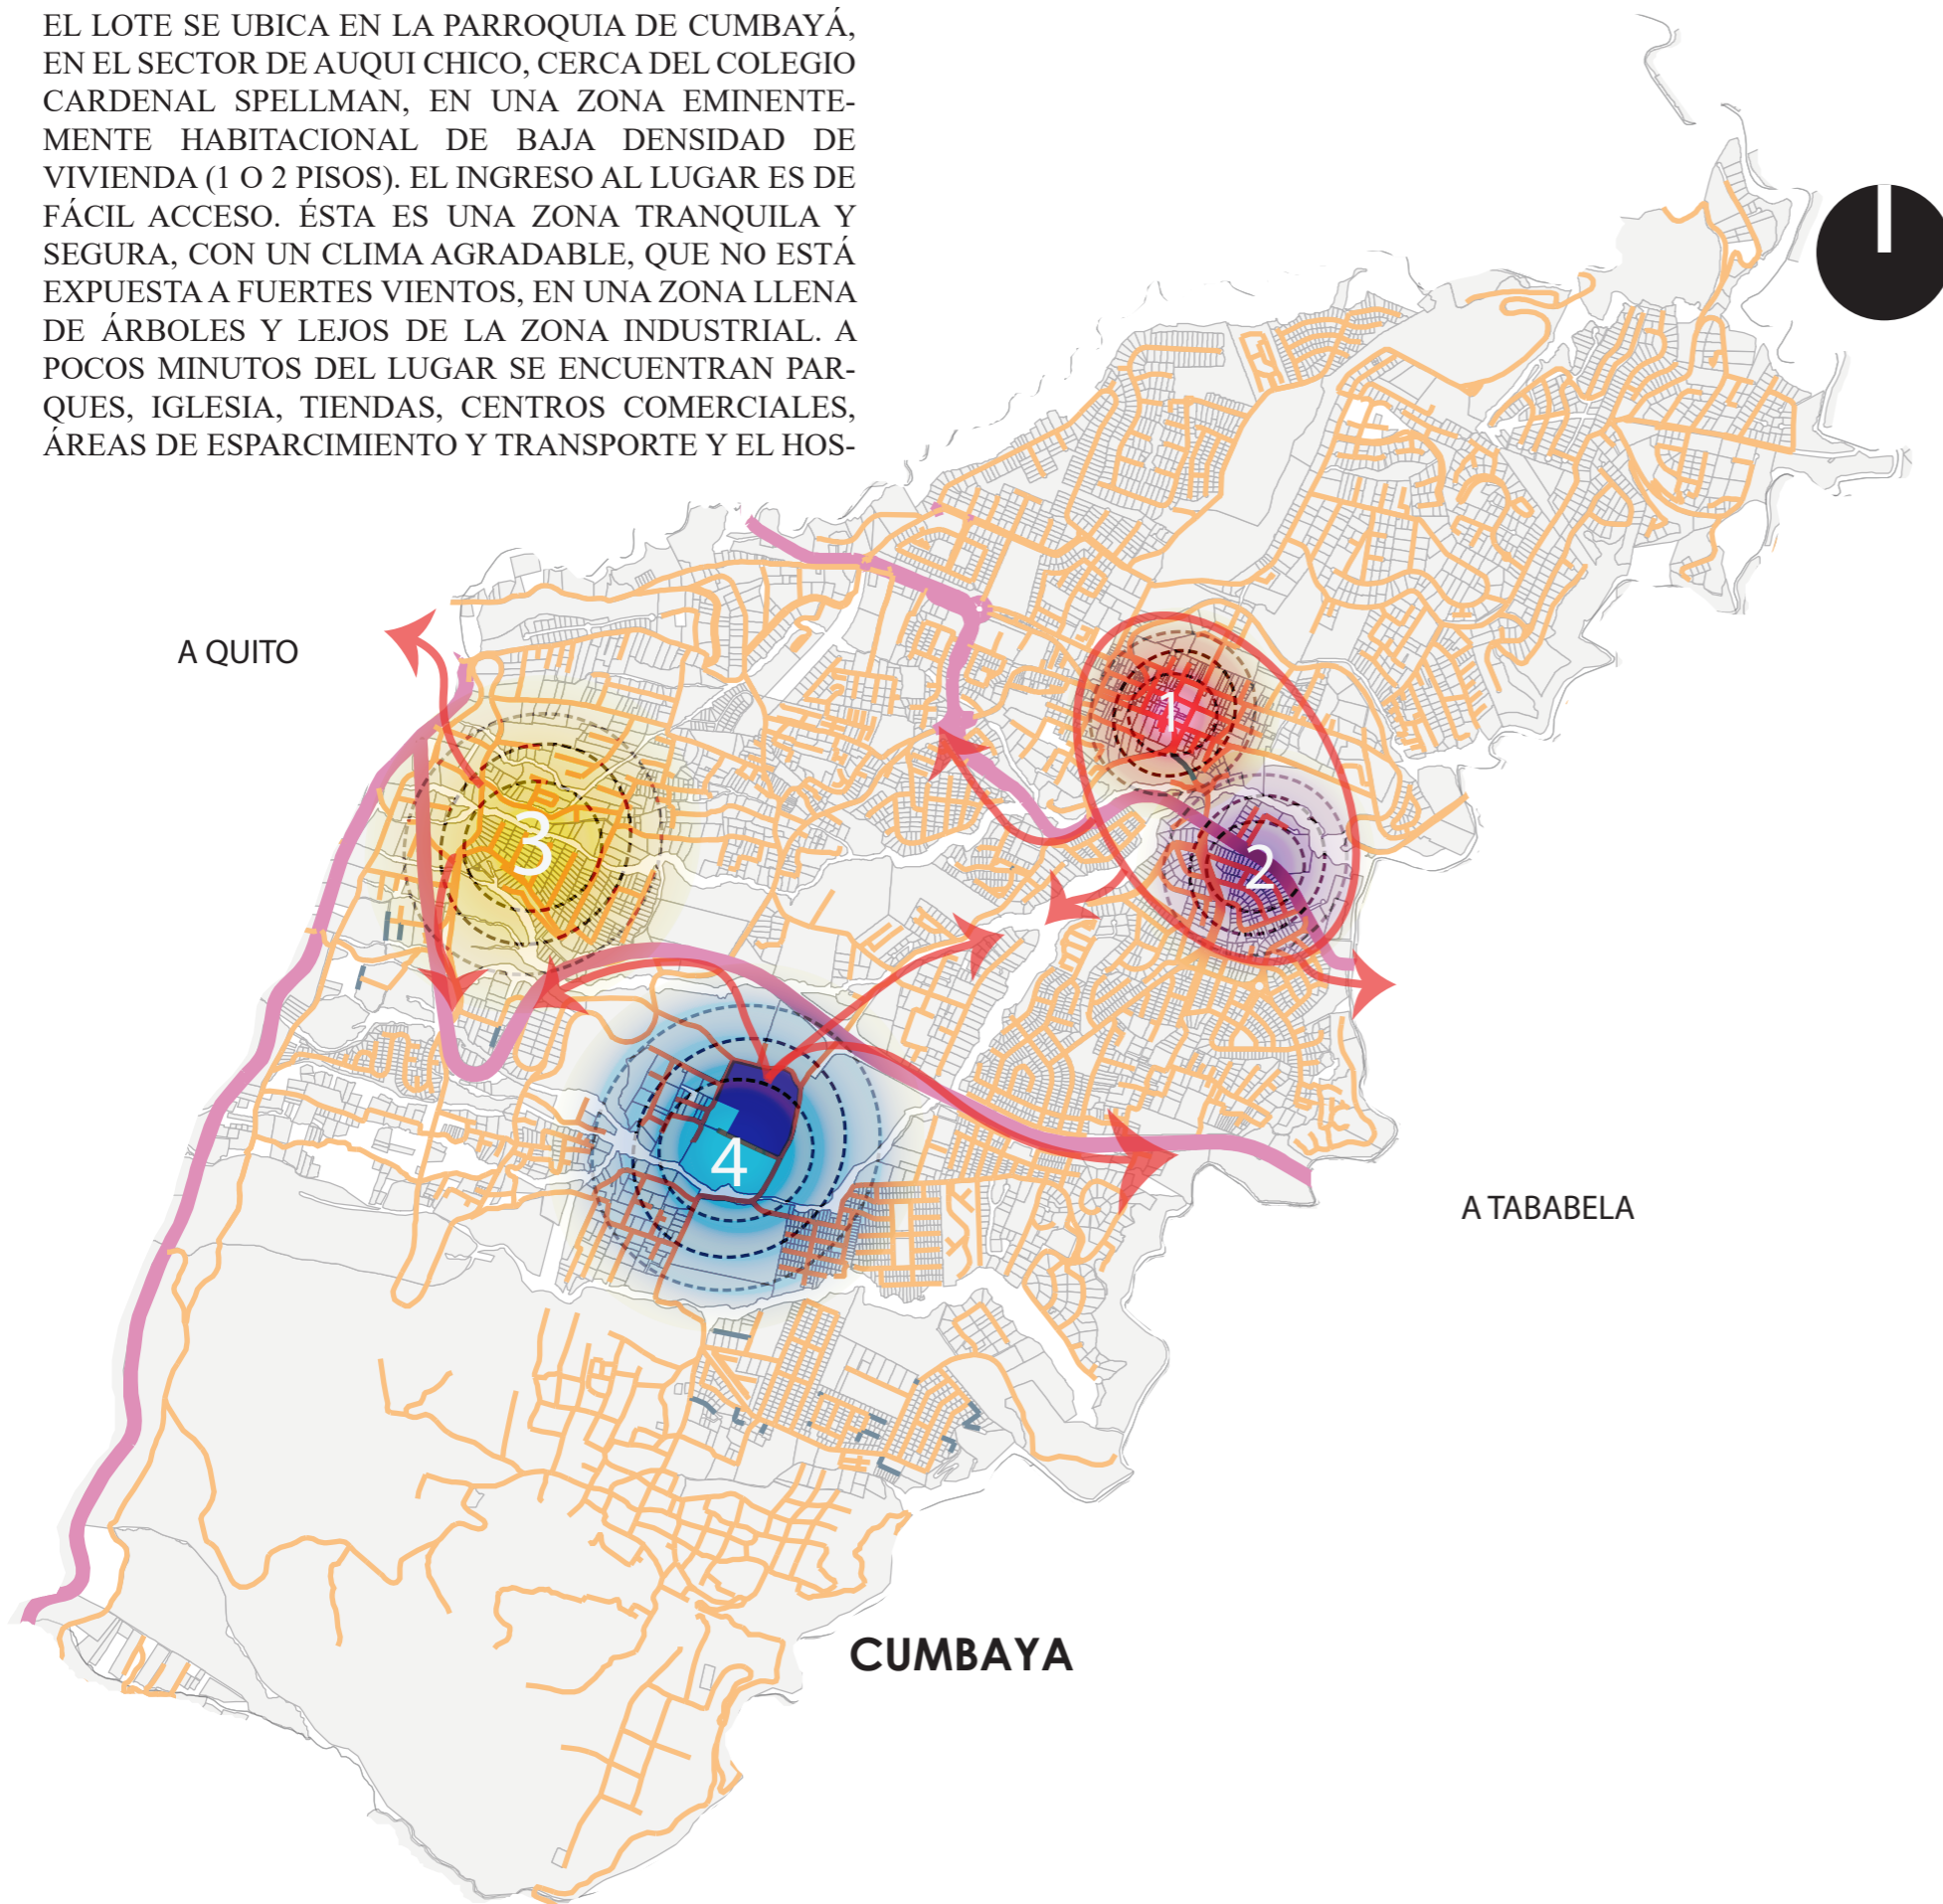 EL LOTE SE UBICA EN LA PARROQUIA DE CUMBAYÁ,
EN EL SECTOR DE AUQUI CHICO, CERCA DEL COLEGIO
CARDENAL SPELLMAN, EN UNA ZONA EMINENTE-
MENTE HABITACIONAL DE BAJA DENSIDAD DE
VIVIENDA (1 O 2 PISOS). EL INGRESO AL LUGAR ES DE
FÁCIL ACCESO. ÉSTA ES UNA ZONA TRANQUILA Y
SEGURA, CON UN CLIMA AGRADABLE, QUE NO ESTÁ
EXPUESTA A FUERTES VIENTOS, EN UNA ZONA LLENA
DE ÁRBOLES Y LEJOS DE LA ZONA INDUSTRIAL. A
POCOS MINUTOS DEL LUGAR SE ENCUENTRAN PAR-
QUES, IGLESIA, TIENDAS, CENTROS COMERCIALES,
ÁREAS DE ESPARCIMIENTO Y TRANSPORTE Y EL HOS-
A QUITO
1
2
3
4
A TABABELA
CUMBAYA